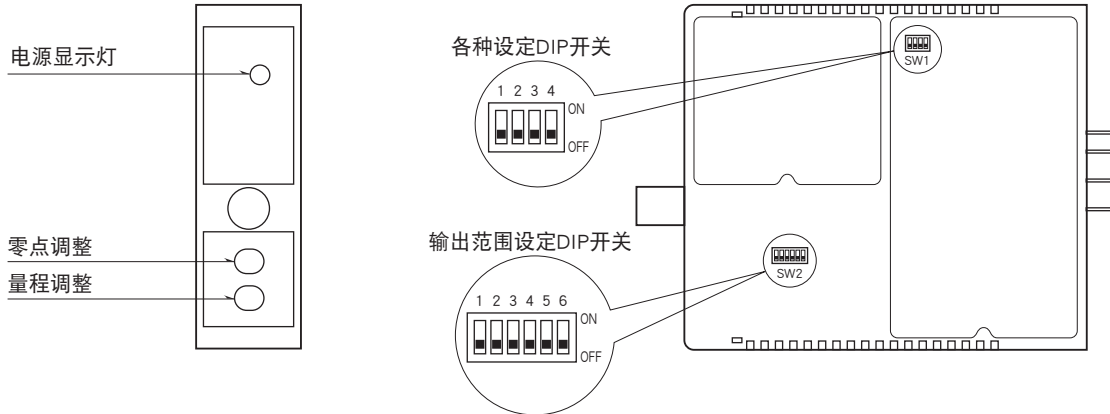 电源显示灯
零点调整
量程调整
各种设定DIP开关
1 2 3 4
ON
OFF
SW1
输出范围设定DIP开关
1 2 3 4 5 6
ON
OFF
SW2